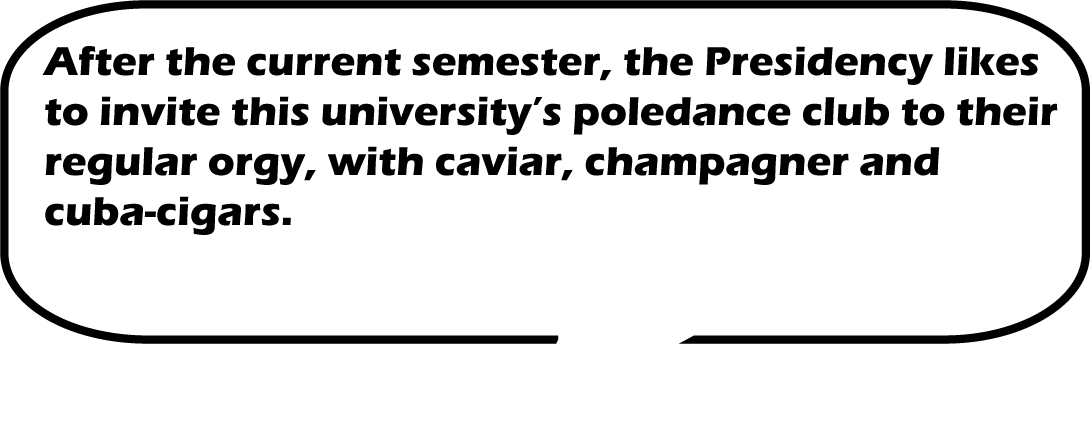 After the current semester, the Presidency likes
to invite this university's poledance club to their
regular orgy, with caviar, champagner and
cuba-cigars.